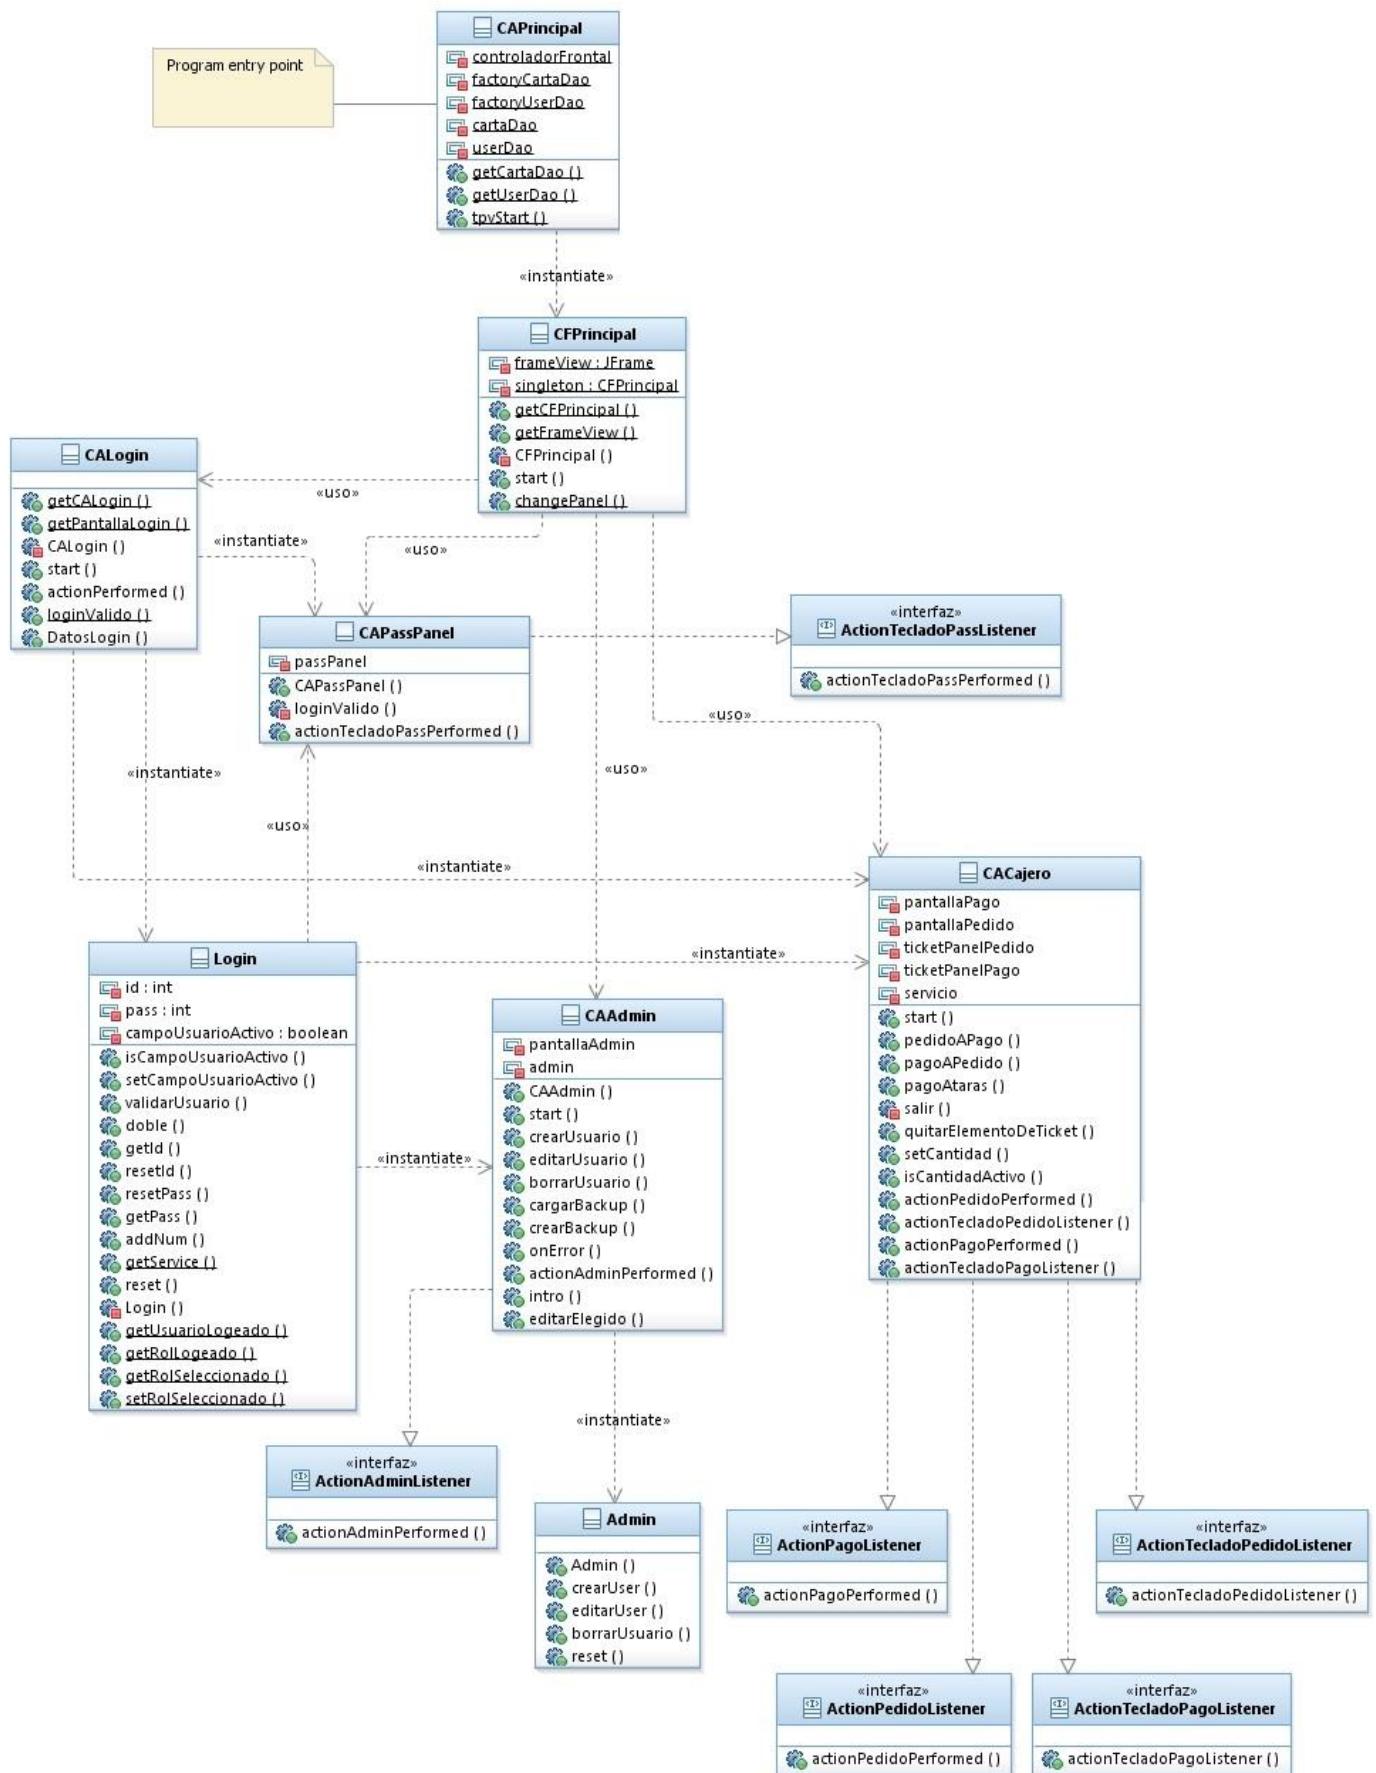 CAPrincipal
Program entry point
controladorFrontal
factoryCartaDao
factoryUserDao
cartaDao
userDao
getCartaDao ()
getUserDao ()
tpvStart ()
«instantiate»
CFPrincipal
frameView : JFrame
singleton : CFPrincipal
getCFPrincipal ()
getFrameView ()
CFPrincipal ()
start ()
changePanel ()
CALogin
getCALogin ()
getPantallaLogin ()
CALogin ()
start ()
actionPerformed ()
loginValido ()
DatosLogin ()
«uso»
«instantiate»
«uso»
CAPassPanel
passPanel
CAPassPanel ()
loginValido ()
actionTecladoPassPerformed ()
«interfaz»
ActionTecladoPassListener
actionTecladoPassPerformed ()
«uso»
«instantiate»
«uso»
«uso»
«instantiate»
CACajero
pantallaPago
pantallaPedido
ticketPanelPedido
ticketPanelPago
servicio
start ()
pedidoAPago ()
pagoAPedido ()
pagoAtaras ()
salir ()
quitarElementoDeTicket ()
setCantidad ()
isCantidadActivo ()
actionPedidoPerformed ()
actionTecladoPedidoListener ()
actionPagoPerformed ()
actionTecladoPagoListener ()
«instantiate»
Login
id : int
pass : int
campoUsuarioActivo : boolean
isCampoUsuarioActivo ()
setCampoUsuarioActivo ()
validarUsuario ()
doble ()
getId ()
resetId ()
resetPass ()
getPass ()
addNum ()
getService ()
reset ()
Login ()
getUsuarioLogeado ()
getRolLogeado ()
getRolSeleccionado ()
setRolSeleccionado ()
«instantiate»
CAAdmin
pantallaAdmin
admin
CAAdmin ()
start ()
crearUsuario ()
editarUsuario ()
borrarUsuario ()
cargarBackup ()
crearBackup ()
onError ()
actionAdminPerformed ()
intro ()
editarElegido ()
«instantiate»
«interfaz»
ActionAdminListener
actionAdminPerformed ()
Admin
Admin ()
crearUser ()
editarUser ()
borrarUsuario ()
reset ()
«interfaz»
ActionPagoListener
actionPagoPerformed ()
«interfaz»
ActionTecladoPedidoListener
actionTecladoPedidoListener ()
«interfaz»
ActionPedidoListener
actionPedidoPerformed ()
«interfaz»
ActionTecladoPagoListener
actionTecladoPagoListener ()